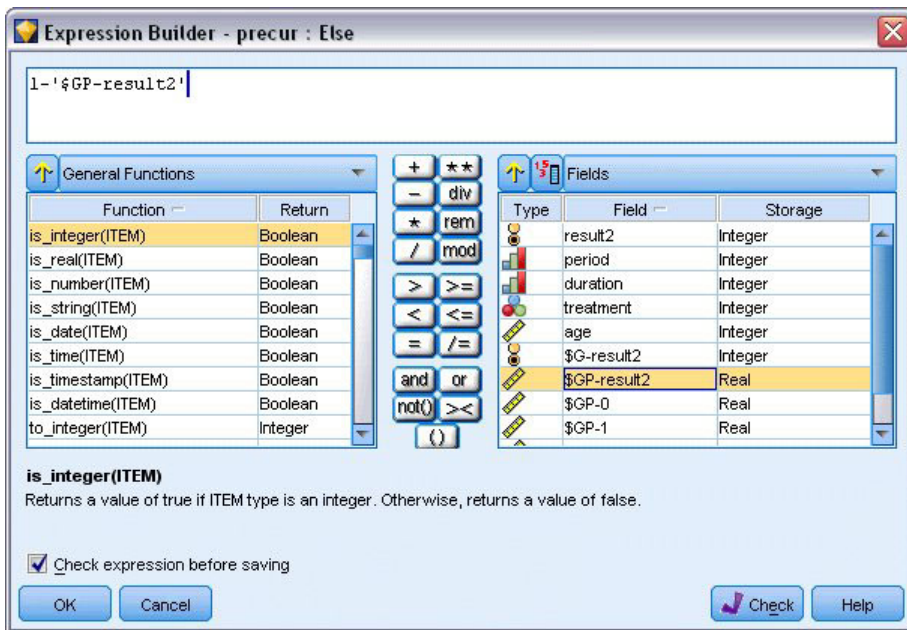 Expression Builder - precur : Else
1-'$GP-result2'
General Functions
Function Return
is_integer(ITEM) Boolean
is_real(ITEM) Boolean
is_number(ITEM) Boolean
is_string(ITEM) Boolean
is_date(ITEM) Boolean
is_time(ITEM) Boolean
is_timestamp(ITEM) Boolean
is_datetime(ITEM) Boolean
to_integer(ITEM) Integer
+ **
- div
* rem
/ mod
> >=
< <=
= /=
and or
not() ><
()
Fields
Type Field Storage
result2 Integer
period Integer
duration Integer
treatment Integer
age Integer
$G-result2 Integer
$GP-result2 Real
$GP-0 Real
$GP-1 Real
is_integer(ITEM)
Returns a value of true if ITEM type is an integer. Otherwise, returns a value of false.
Check expression before saving
OK Cancel Check Help